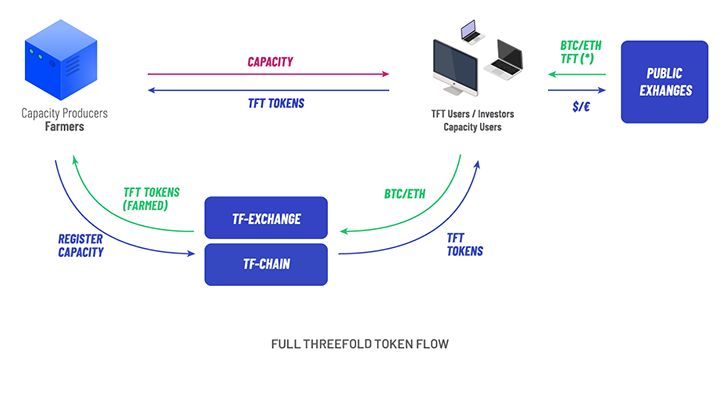 CAPACITY
TFT TOKENS
Capacity Producers
Farmers
TFT Users / Investors
Capacity Users
BTC/ETH
TFT (*)
$/€
PUBLIC
EXHANGES
TFT TOKENS
(FARMED)
REGISTER
CAPACITY
TF-EXCHANGE
TF-CHAIN
BTC/ETH
TFT
TOKENS
FULL THREEFOLD TOKEN FLOW